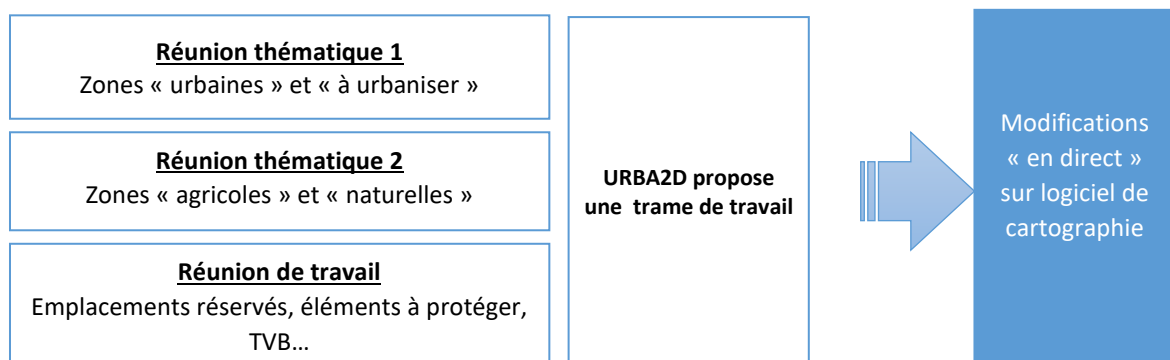 Réunion thématique 1
Zones « urbaines » et « à urbaniser »
Réunion thématique 2
Zones « agricoles » et « naturelles »
Réunion de travail
Emplacements réservés, éléments à protéger,
TVB…
URBA2D propose
une trame de travail
Modifications
« en direct »
sur logiciel de
cartographie